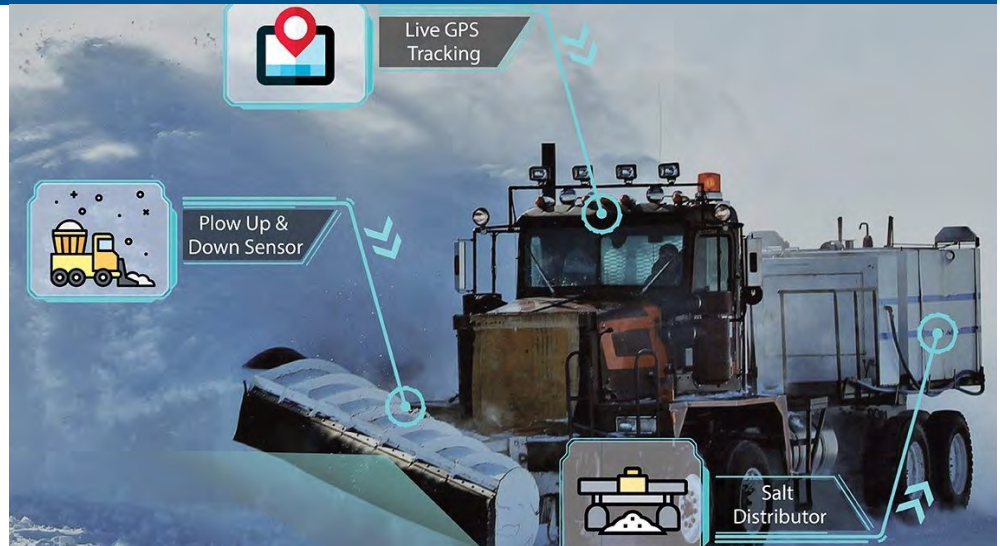 Live GPS
Tracking
Plow Up &
Down Sensor
Salt
Distributor